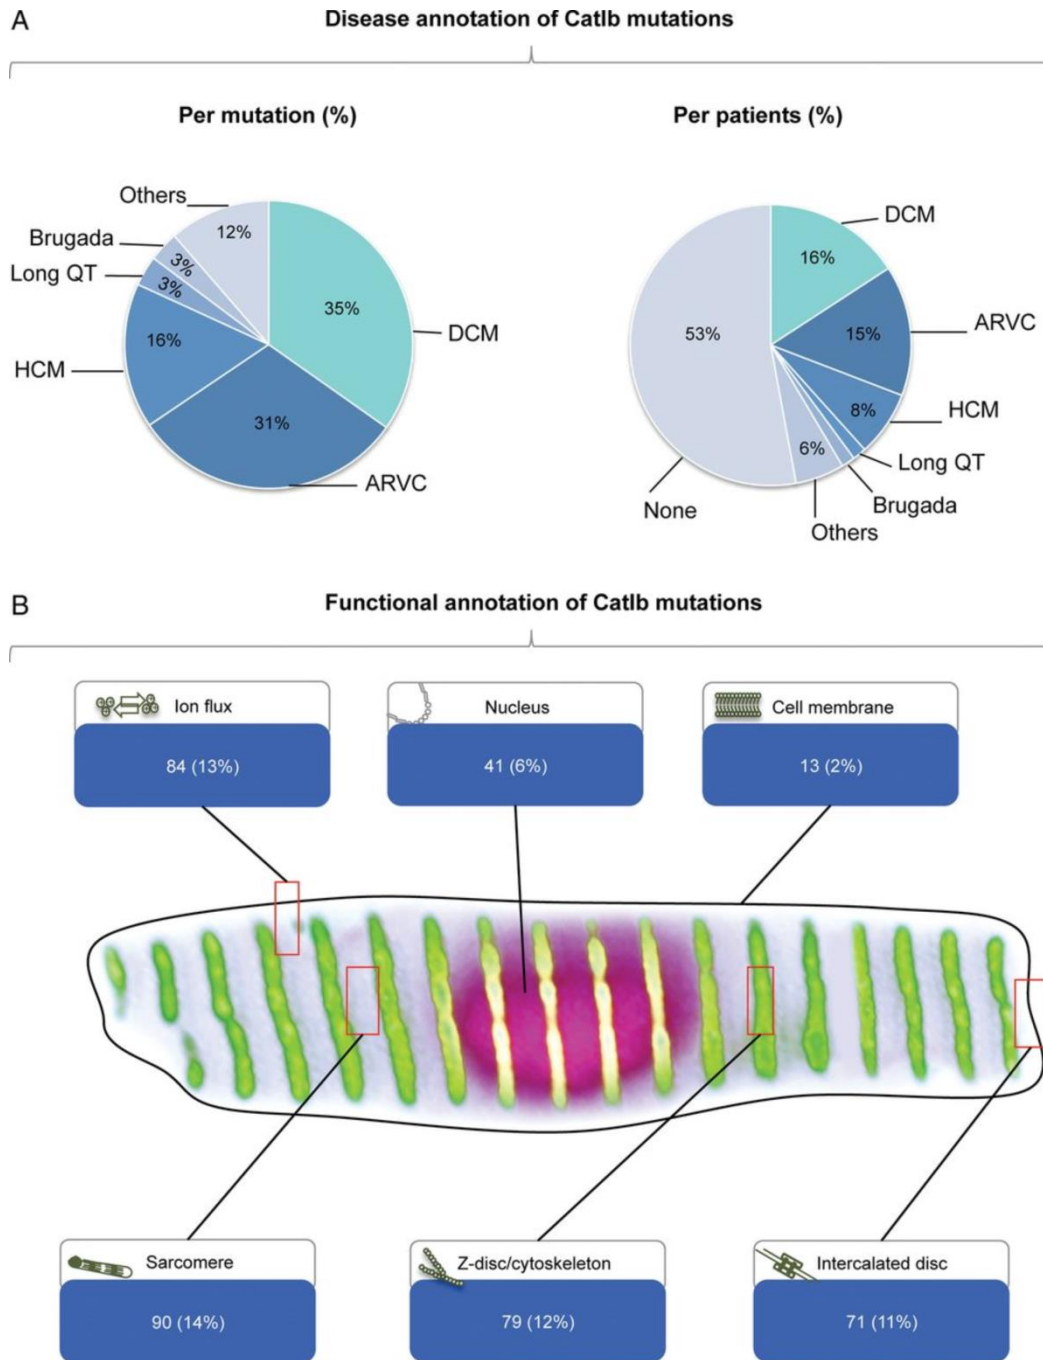 A
Disease annotation of CatIb mutations
Per mutation (%)
Per patients (%)
Others
Brugada
Long QT
HCM
ARVC
DCM
12%
3%
3%
16%
31%
35%
DCM
ARVC
HCM
Long QT
Brugada
Others
None
16%
15%
8%
6%
53%
B
Functional annotation of CatIb mutations
Ion flux
84 (13%)
Nucleus
41 (6%)
Cell membrane
13 (2%)
Sarcomere
90 (14%)
Z-disc/cytoskeleton
79 (12%)
Intercalated disc
71 (11%)